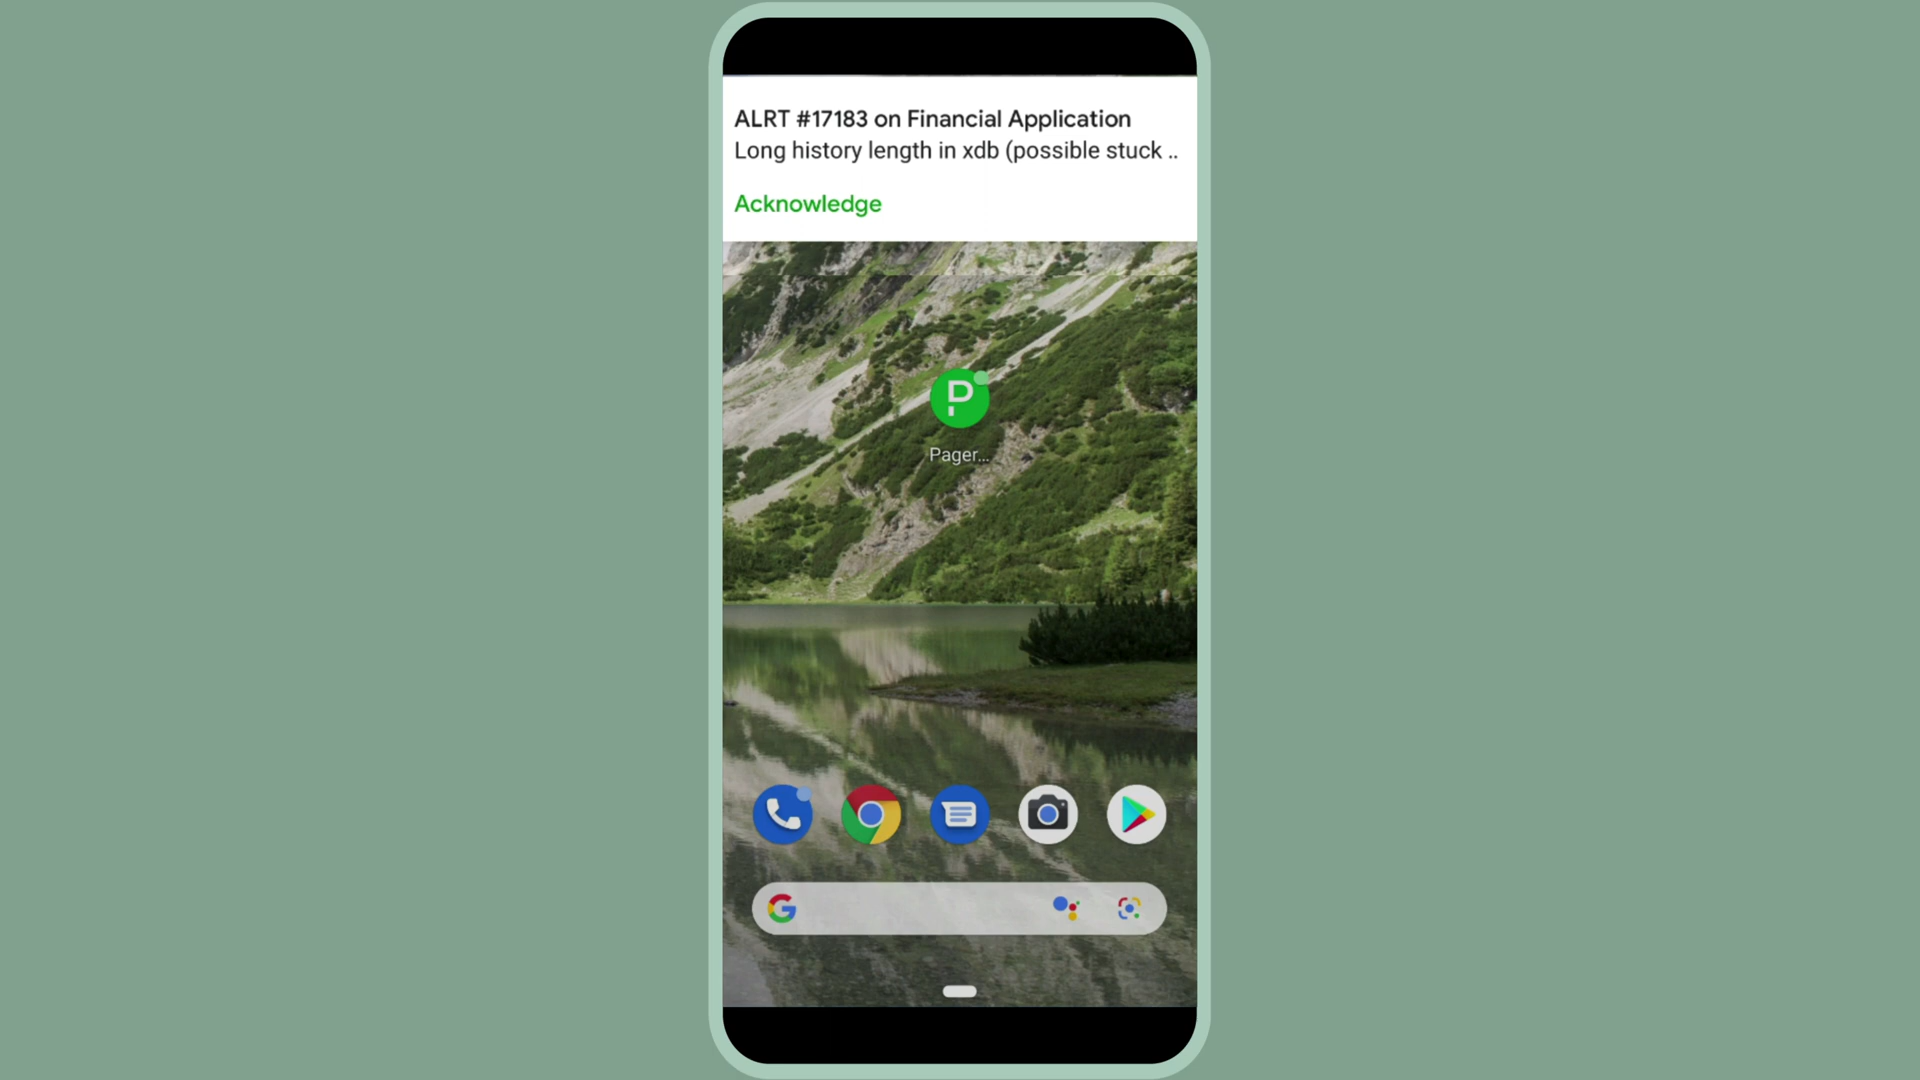 ALRT #17183 on Financial Application
Long history length in xdb (possible stuck ..
Acknowledge
P
Pager...
G